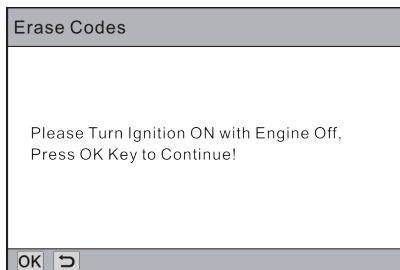 Erase Codes
Please Turn Ignition ON with Engine Off,
Press OK Key to Continue!
OK